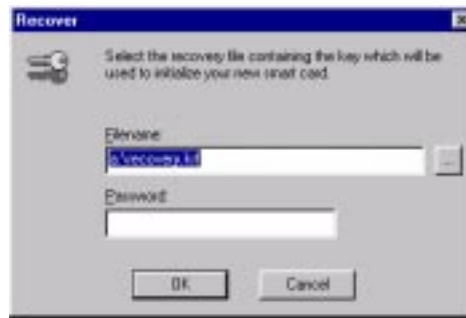 Recover
Select the recovery file containing the key which will be
used to initialize your new smart card.
Filename:
a:\recovery.
...
Password:
OK
Cancel